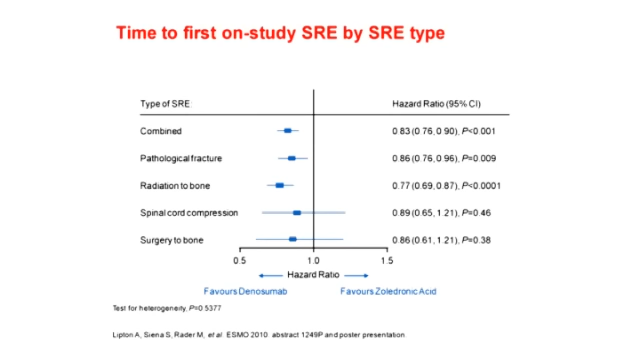 Time to first on-study SRE by SRE type
Type of SRE: Hazard Ratio (95% CI)
Combined 0.83 (0.76, 0.90), P<0.001
Pathological fracture 0.86 (0.76, 0.96), P=0.009
Radiation to bone 0.77 (0.69, 0.87), P<0.0001
Spinal cord compression 0.89 (0.65, 1.21), P=0.46
Surgery to bone 0.86 (0.61, 1.21), P=0.38
0.5 1.0 1.5
Hazard Ratio
Favours Denosumab Favours Zoledronic Acid
Test for heterogeneity, P=0.5377
Lipton A, Siena S, Rader M, et al. ESMO 2010 abstract 1249P and poster presentation